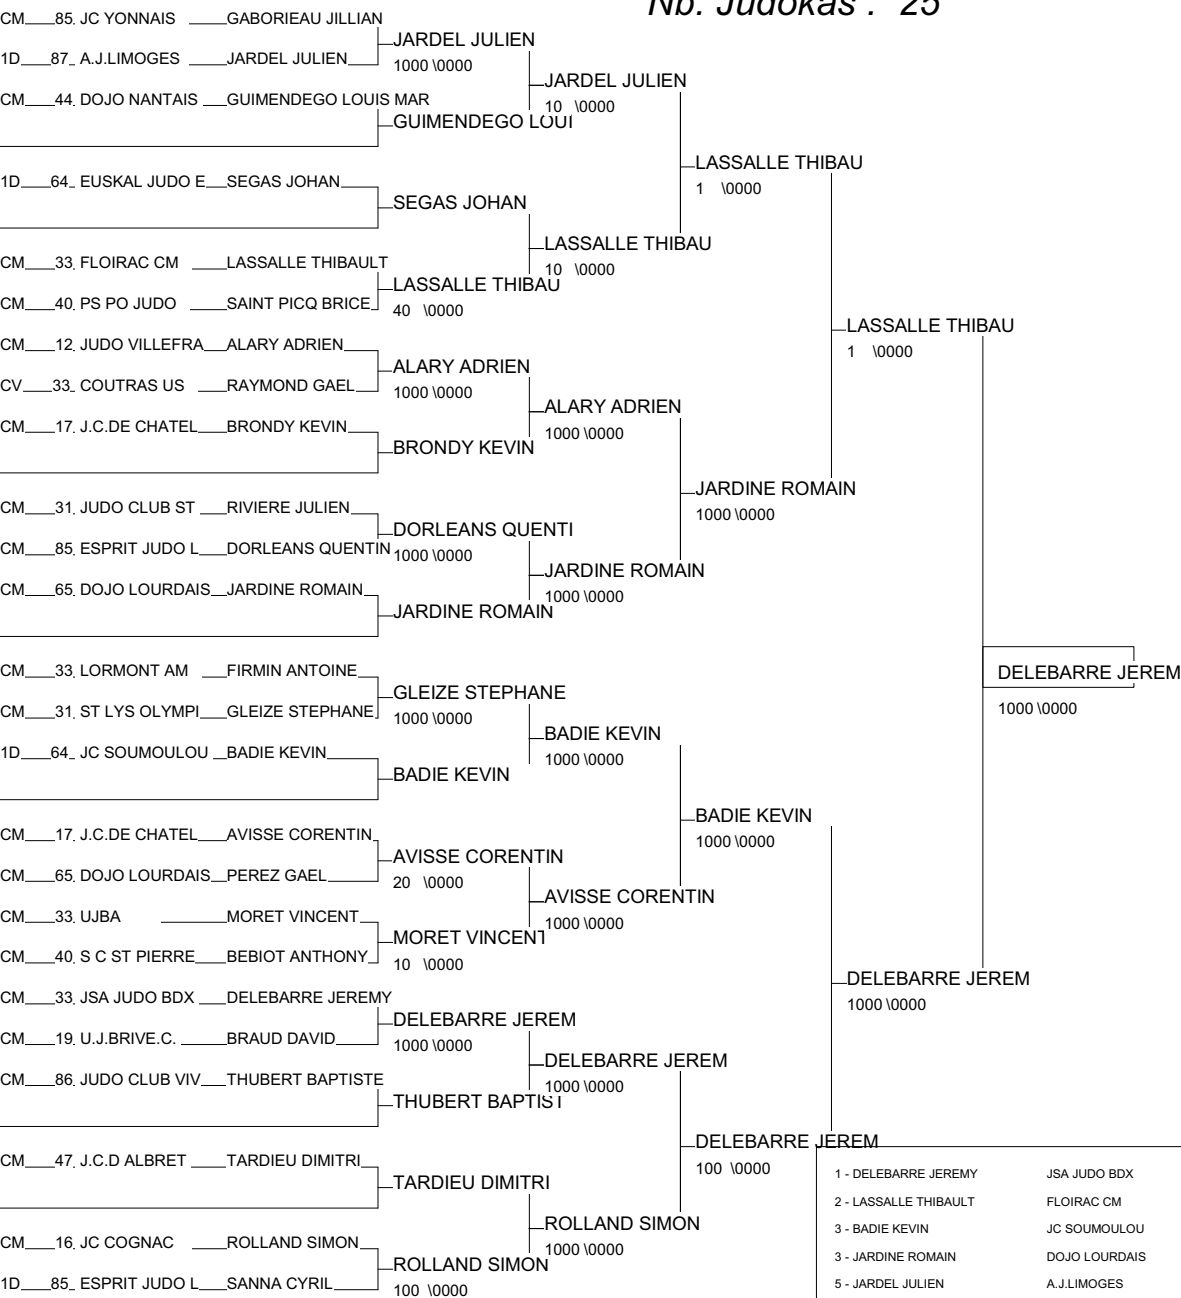 Nb. Judokas : 25
CM 85 JC YONNAIS GABORIEAU JILLIAN
JARDEL JULIEN
1D 87 A.J.LIMOGES JARDEL JULIEN
1000 \0000
JARDEL JULIEN
CM 44 DOJO NANTAIS GUIMENDEGO LOUIS MAR
10 \0000
GUIMENDEGO LOUI
LASSALLE THIBAU
1 \0000
1D 64 EUSKAL JUDO E SEGAS JOHAN
SEGAS JOHAN
LASSALLE THIBAU
10 \0000
CM 33 FLOIRAC CM LASSALLE THIBAULT
LASSALLE THIBAU
CM 40 PS PO JUDO SAINT PICQ BRICE
40 \0000
LASSALLE THIBAU
1 \0000
CM 12 JUDO VILLEFRA ALARY ADRIEN
ALARY ADRIEN
CV 33 COUTRAS US RAYMOND GAEL
1000 \0000
ALARY ADRIEN
CM 17 J.C.DE CHATEL BRONDY KEVIN
1000 \0000
BRONDY KEVIN
JARDINE ROMAIN
1000 \0000
CM 31 JUDO CLUB ST RIVIERE JULIEN
DORLEANS QUENTI
CM 85 ESPRIT JUDO L DORLEANS QUENTIN
1000 \0000
JARDINE ROMAIN
CM 65 DOJO LOURDAIS JARDINE ROMAIN
1000 \0000
JARDINE ROMAIN
DELEBARRE JEREM
1000 \0000
CM 33 LORMONT AM FIRMIN ANTOINE
GLEIZE STEPHANE
CM 31 ST LYS OLYMPI GLEIZE STEPHANE
1000 \0000
BADIE KEVIN
1D 64 JC SOUMOULOU BADIE KEVIN
1000 \0000
BADIE KEVIN
BADIE KEVIN
1000 \0000
CM 17 J.C.DE CHATEL AVISSE CORENTIN
AVISSE CORENTIN
CM 65 DOJO LOURDAIS PEREZ GAEL
20 \0000
AVISSE CORENTIN
CM 33 UJBA MORET VINCENT
1000 \0000
MORET VINCENT
CM 40 S C ST PIERRE BEBIOT ANTHONY
10 \0000
DELEBARRE JEREM
1000 \0000
CM 33 JSA JUDO BDX DELEBARRE JEREMY
DELEBARRE JEREM
CM 19 U.J.BRIVE.C. BRAUD DAVID
1000 \0000
DELEBARRE JEREM
CM 86 JUDO CLUB VIV THUBERT BAPTISTE
1000 \0000
THUBERT BAPTIST
DELEBARRE JEREM
100 \0000
CM 47 J.C.D ALBRET TARDIEU DIMITRI
TARDIEU DIMITRI
ROLLAND SIMON
1000 \0000
CM 16 JC COGNAC ROLLAND SIMON
ROLLAND SIMON
1D 85 ESPRIT JUDO L SANNA CYRIL
100 \0000
1 - DELEBARRE JEREMY JSA JUDO BDX
2 - LASSALLE THIBAULT FLOIRAC CM
3 - BADIE KEVIN JC SOUMOULOU
3 - JARDINE ROMAIN DOJO LOURDAIS
5 - JARDEL JULIEN A.J.LIMOGES